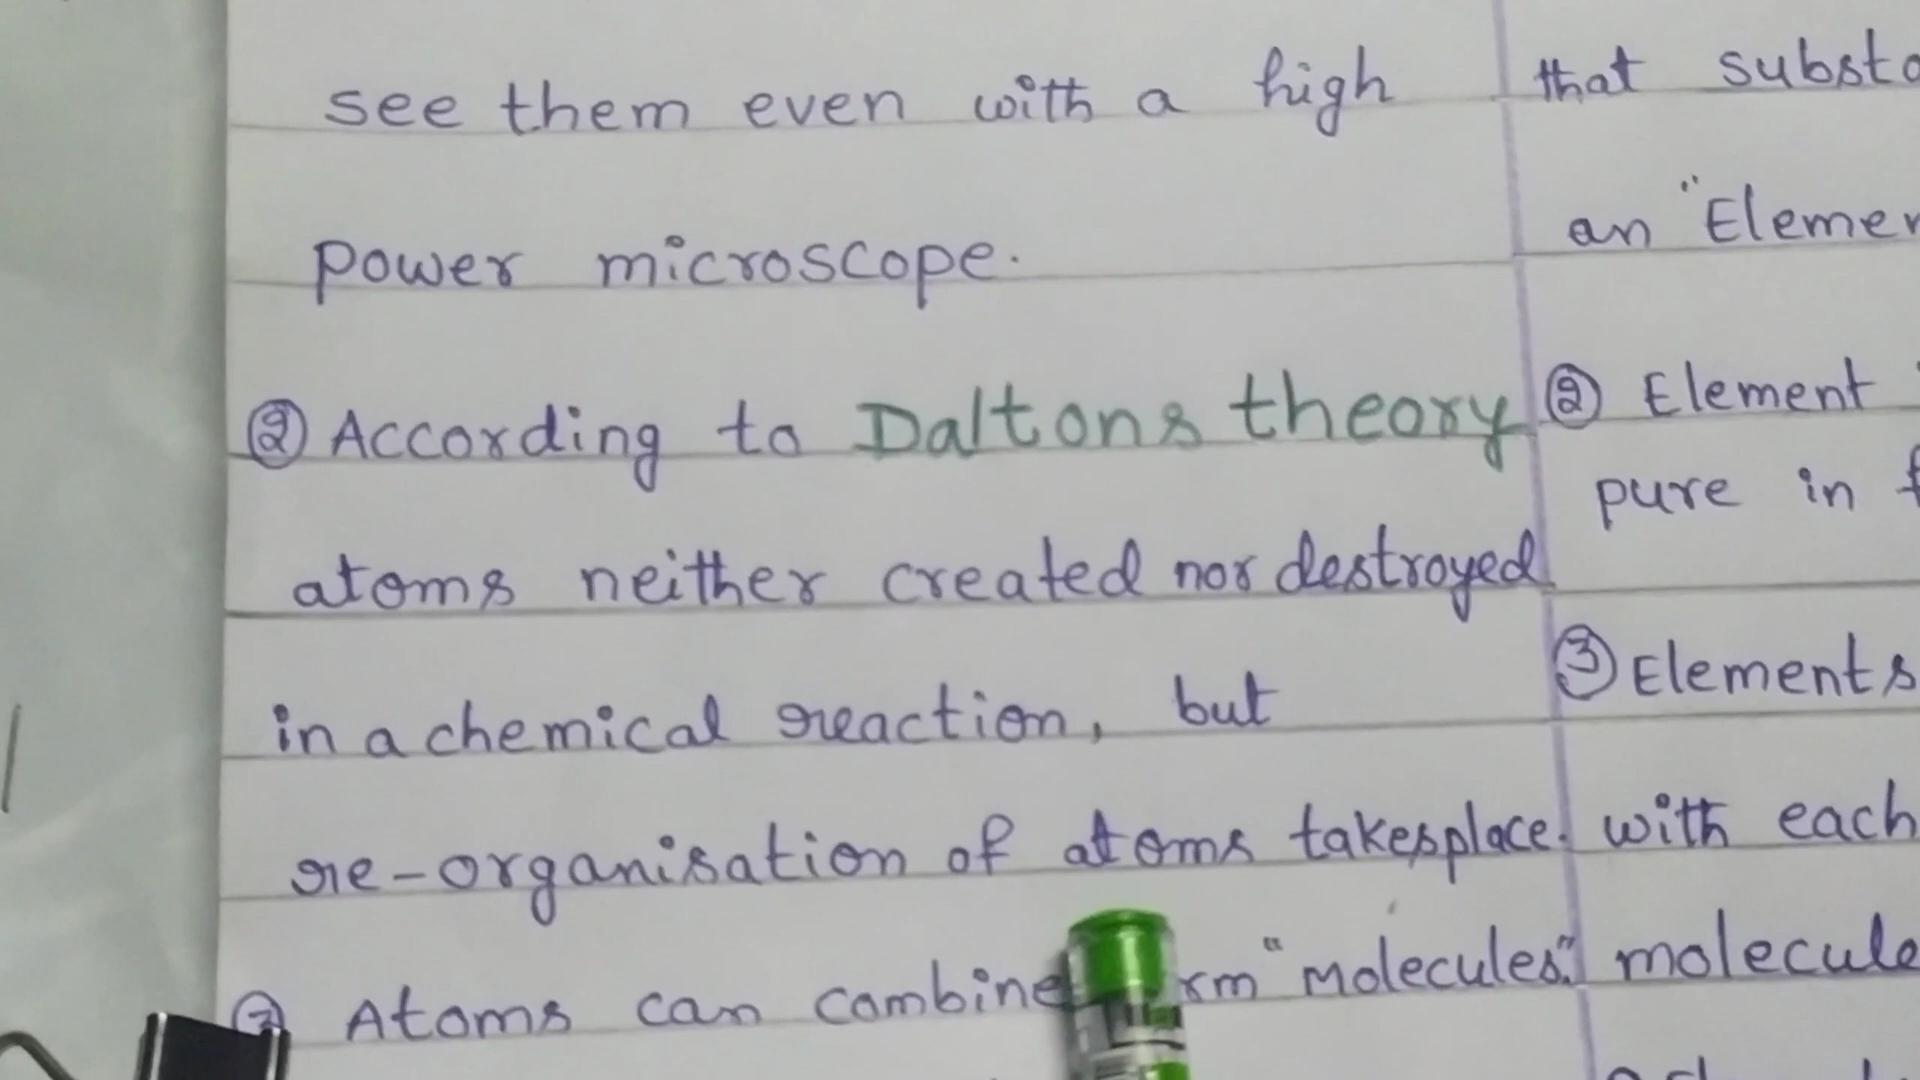 see them even with a high
power microscope.
② According to Daltons theory
atoms neither created nor destroyed
in a chemical reaction, but
re-organisation of atoms takesplace.
③ Atoms can combine "molecules."
that
an
② Element
pure in
③ Elements
with each